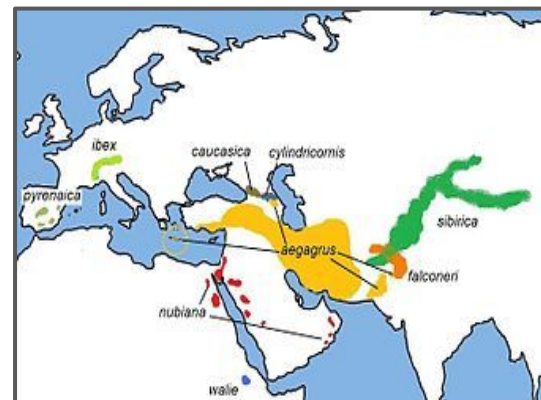 ibex
caucasica
cylindricornis
pyrenaica
sibirica
aegagrus
falconeri
nubiana
walie